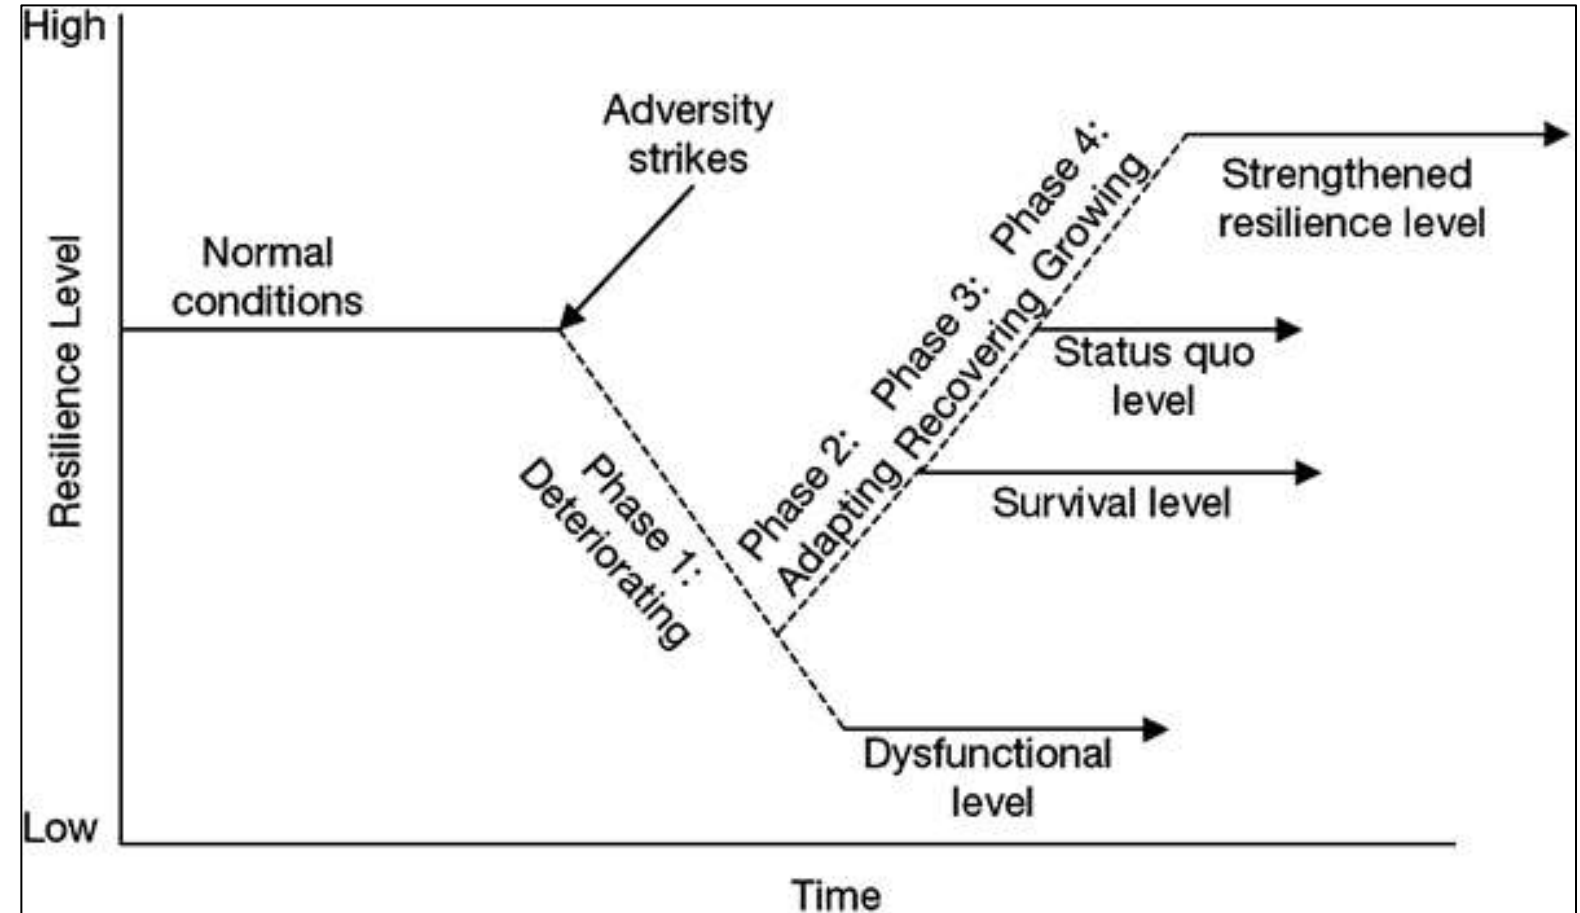 High
Adversity
strikes
Normal
conditions
Resilience Level
Phase 1:
Deteriorating
Phase 2: Phase 3: Phase 4:
Adapting Recovering Growing
Strengthened
resilience level
Status quo
level
Survival level
Dysfunctional
level
Low
Time